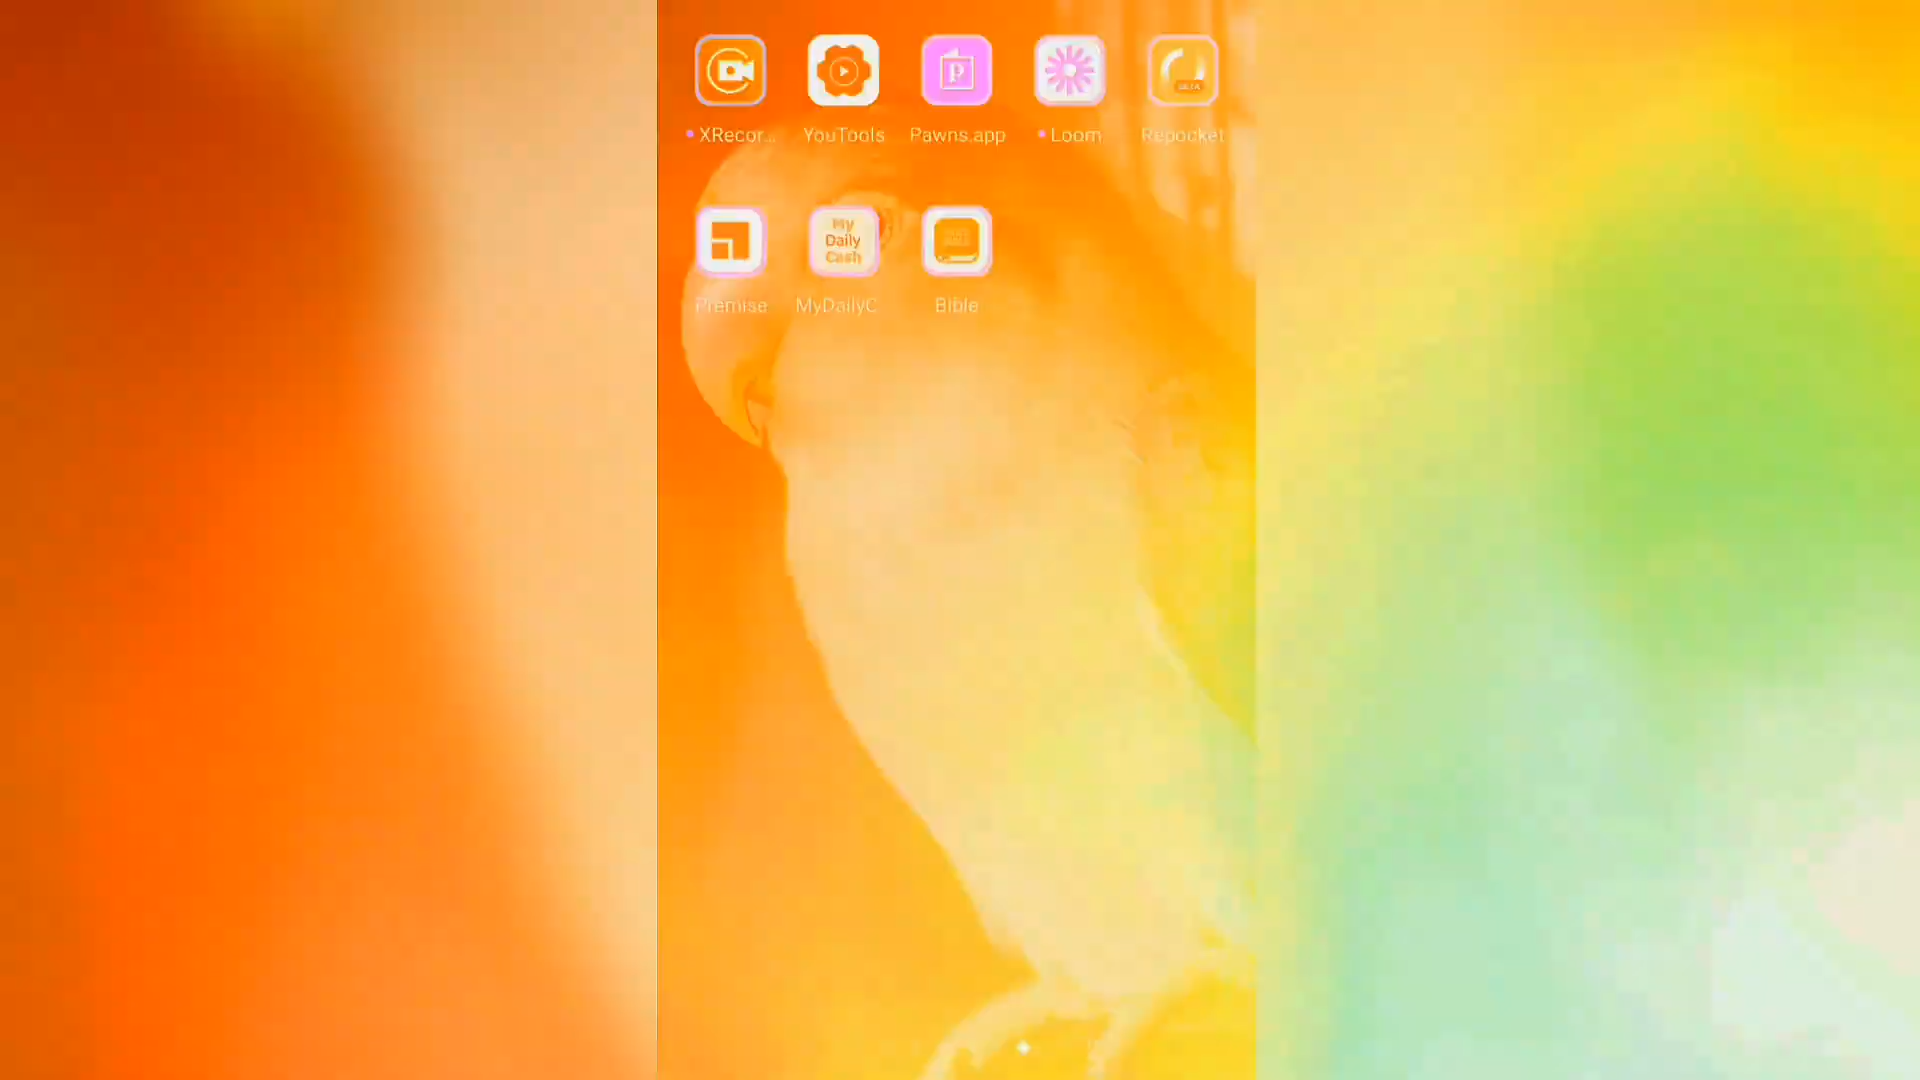 XRecor...
YouTools
Pawns.app
Loom
Repocket
Premise
My
Daily
Cash
MyDailyC
Bible